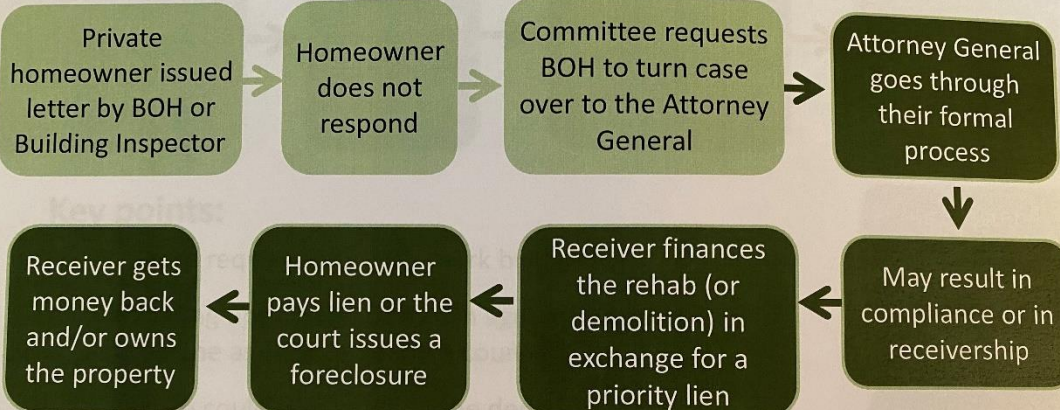 Private
homeowner issued
letter by BOH or
Building Inspector
Homeowner
does not
respond
Committee requests
BOH to turn case
over to the Attorney
General
Attorney General
goes through
their formal
process
May result in
compliance or in
receivership
Receiver finances
the rehab (or
demolition) in
exchange for a
priority lien
Homeowner
pays lien or the
court issues a
foreclosure
Receiver gets
money back
and/or owns
the property
Key points: